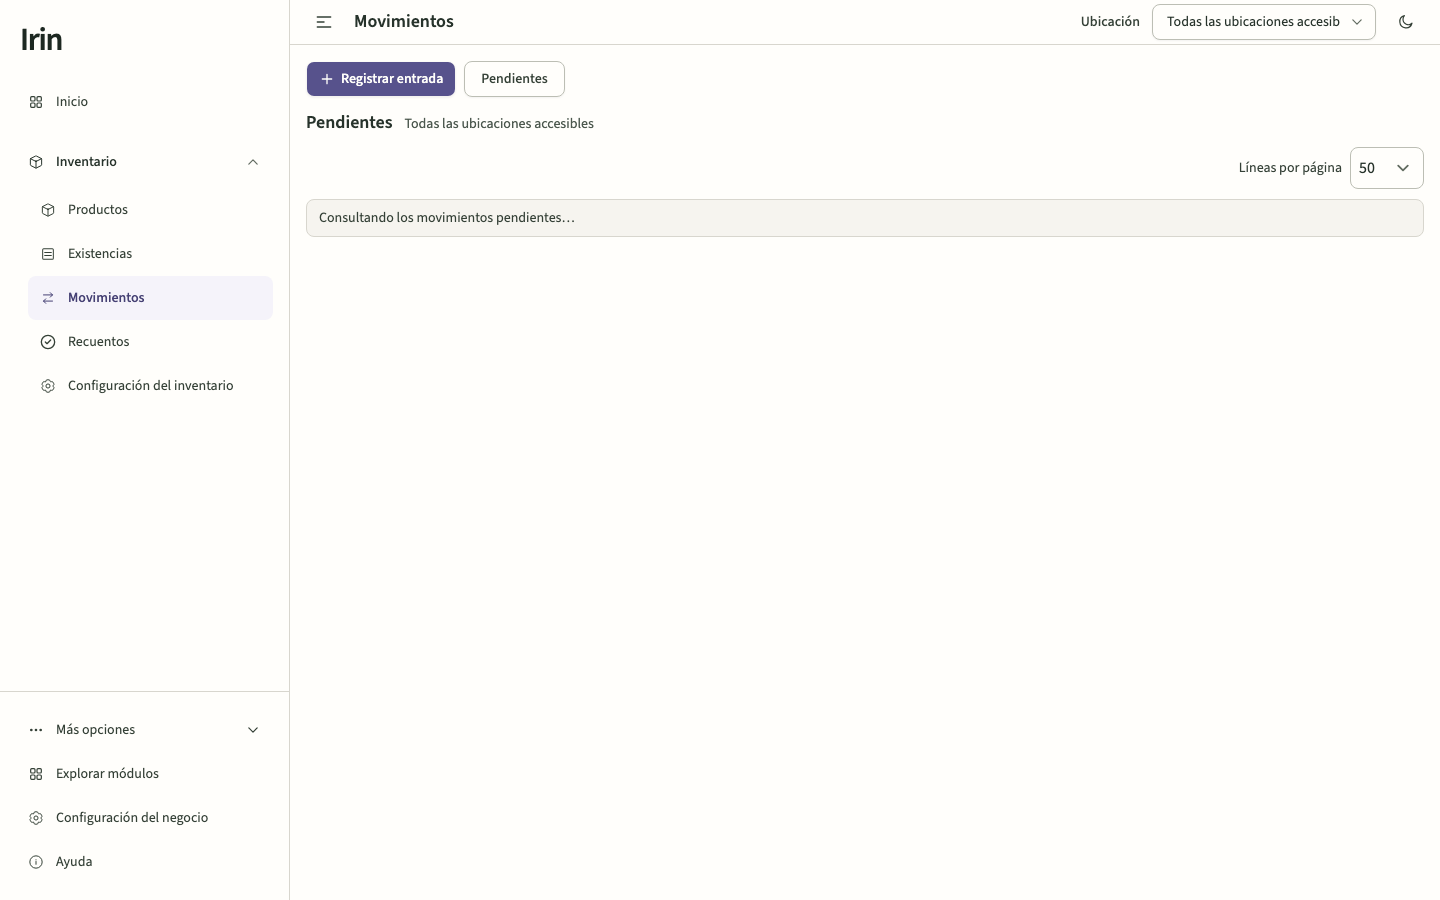 Irin
Inicio
Inventario
Productos
Existencias
Movimientos
Recuentos
Configuración del inventario
Más opciones
Explorar módulos
Configuración del negocio
Ayuda
Movimientos
Ubicación
Todas las ubicaciones accesib
Registrar entrada
Pendientes
Pendientes Todas las ubicaciones accesibles
Líneas por página 50
Consultando los movimientos pendientes…